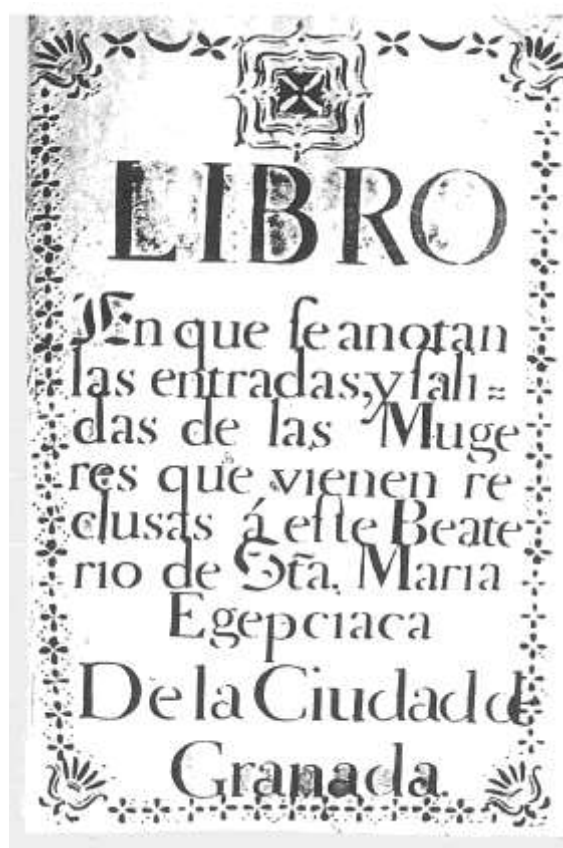 LIBRO
En que ſe anotan
las entradas, y ſali=
das de las Muge
res que vienen re
clusas á eſte Beate
rio de Sta. Maria
Egepciaca
De la Ciudad de
Granada.